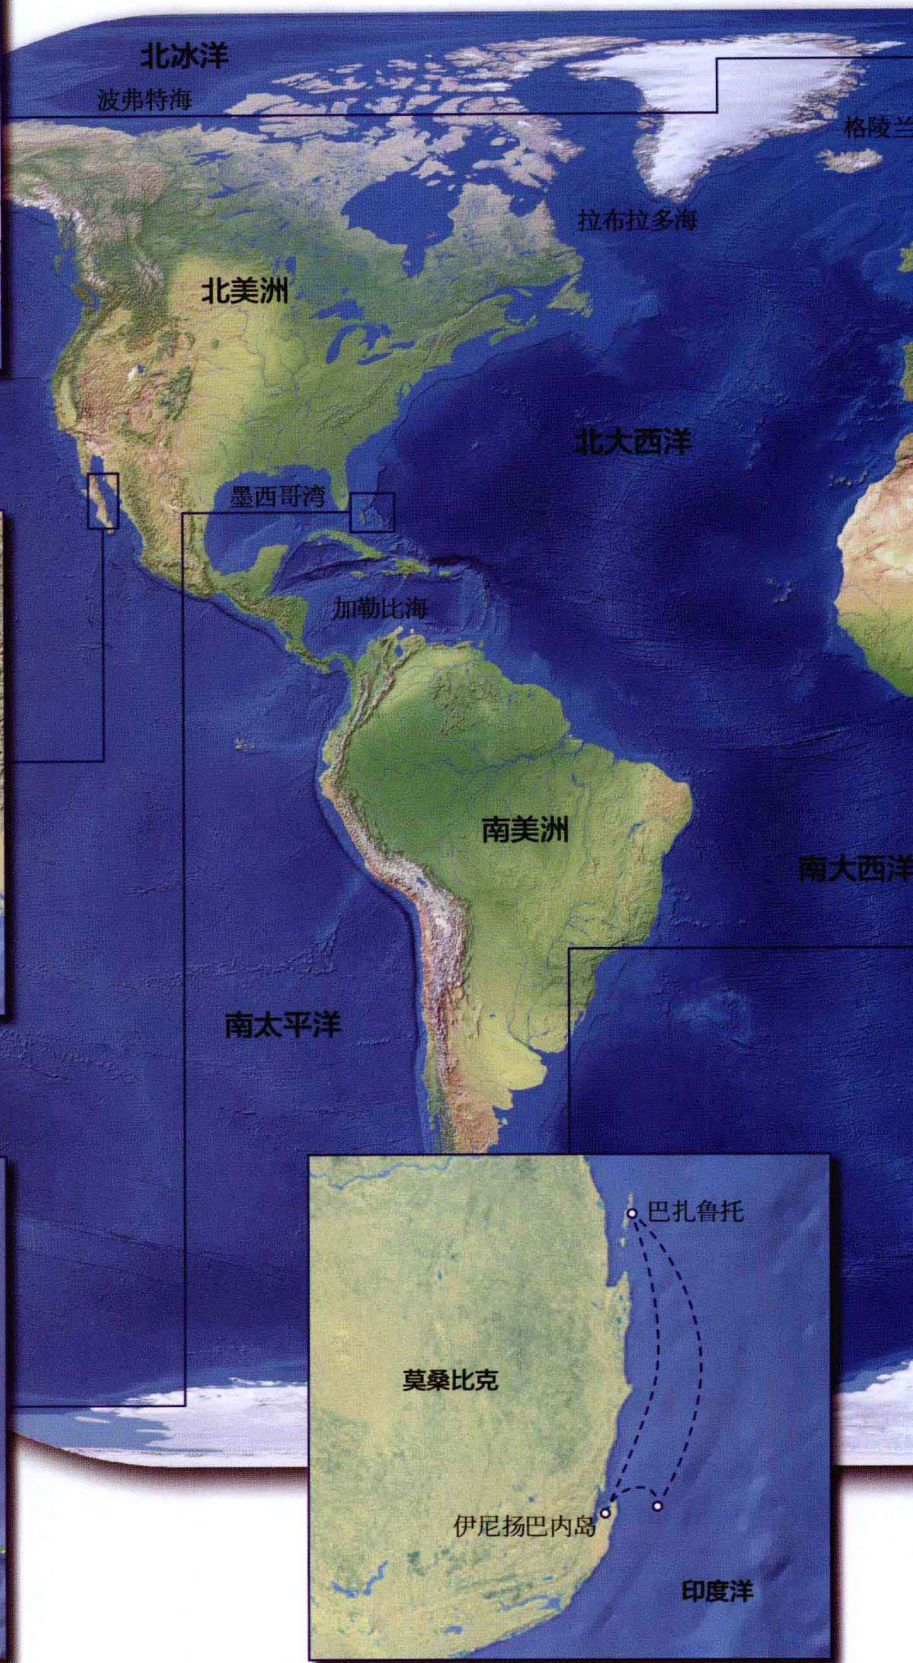 北冰洋
波弗特海
格陵兰
拉布拉多海
北美洲
北大西洋
墨西哥湾
加勒比海
南美洲
南大西洋
南太平洋
巴扎鲁托
莫桑比克
伊尼扬巴内岛
印度洋